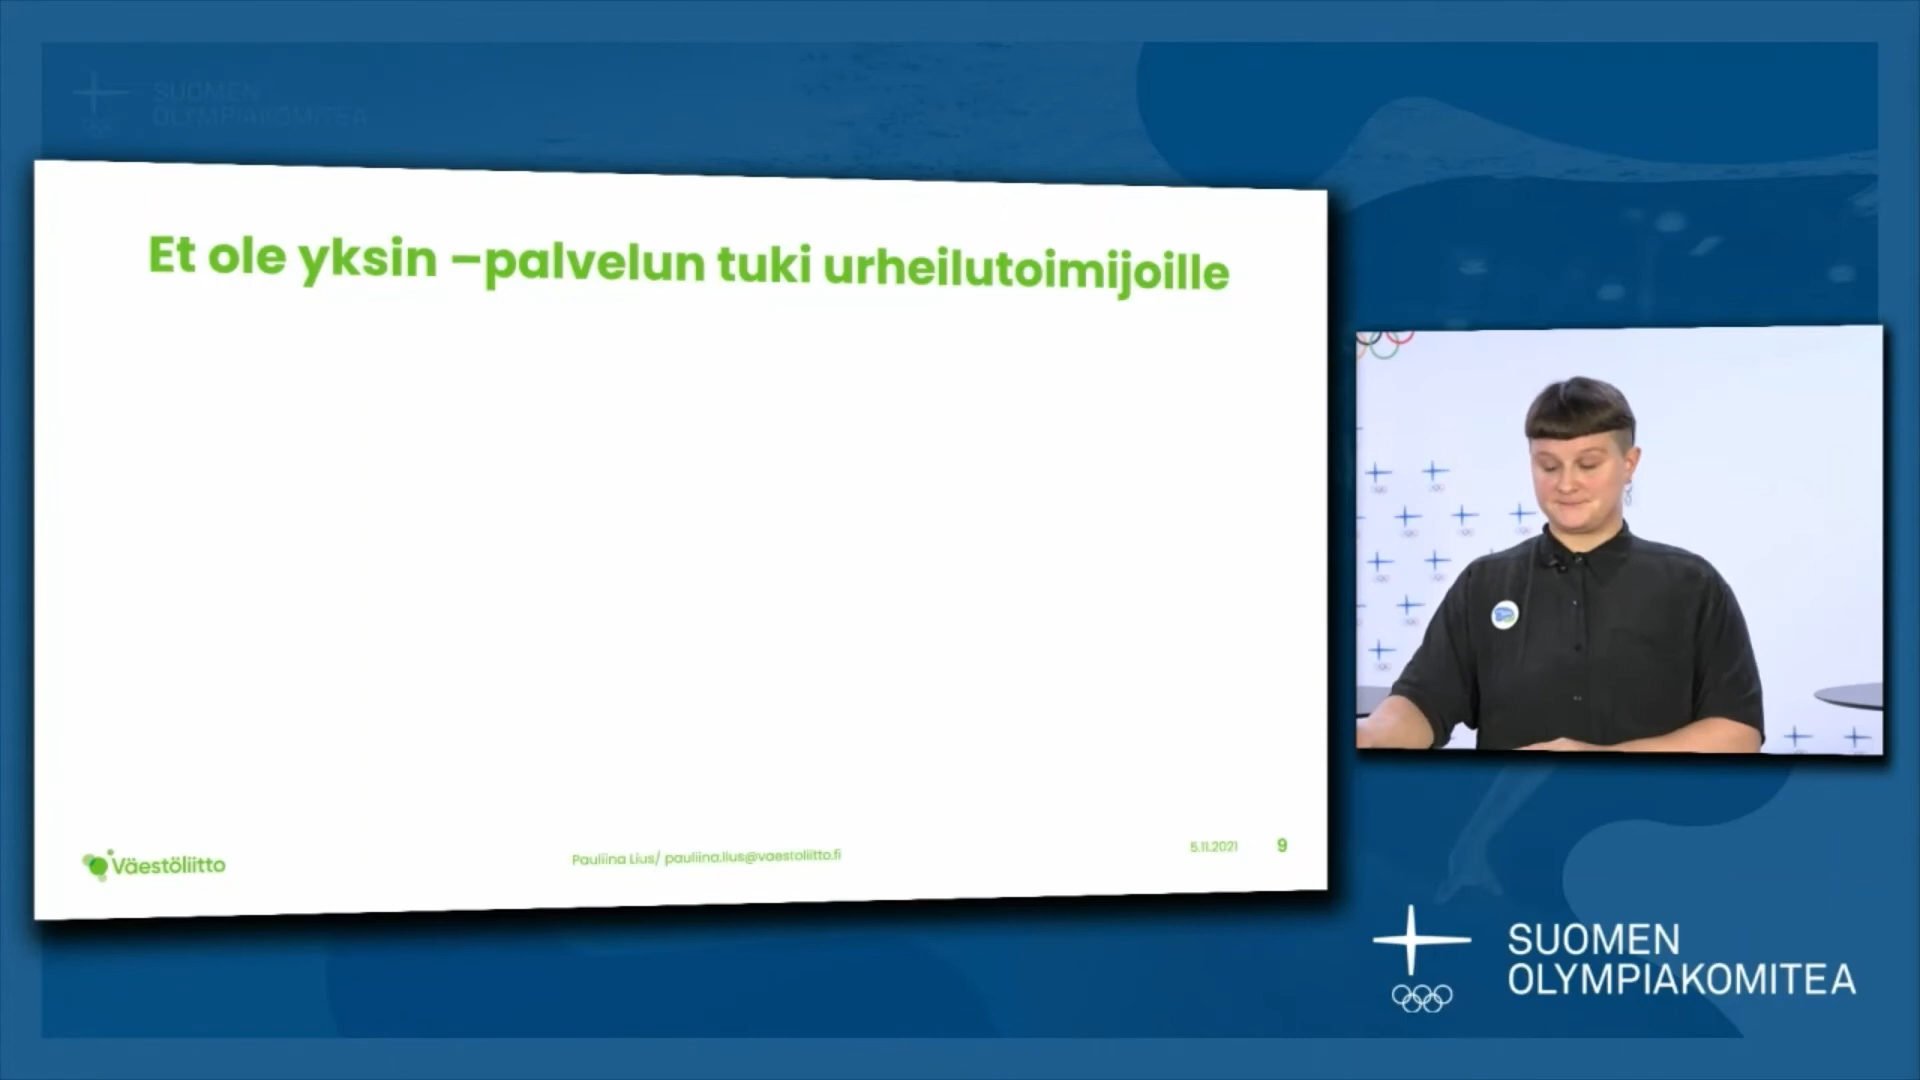 SUOMEN
OLYMPIAKOMITEA
Et ole yksin –palvelun tuki urheilutoimijoille
Väestöliitto
Pauliina Lius/ pauliina.lius@vaestoliitto.fi
5.11.2021
9
SUOMEN
OLYMPIAKOMITEA